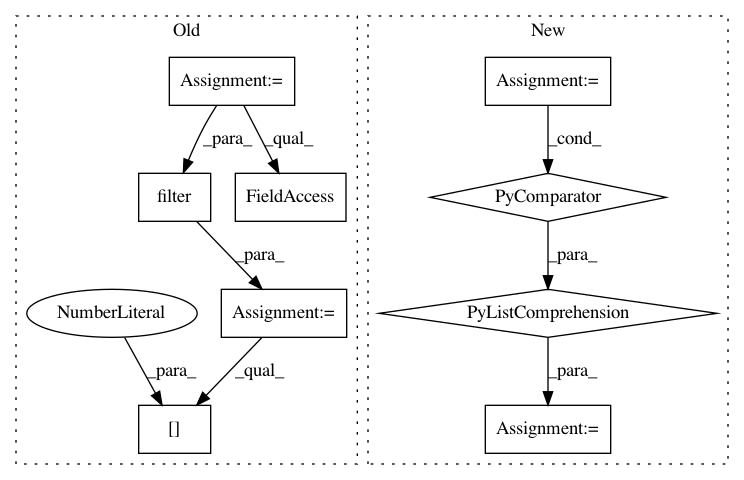 Old
New
Assignment:=
Assignment:=
_para_
_qual_
_cond_
filter
FieldAccess
PyComparator
_para_
_para_
NumberLiteral
Assignment:=
PyListComprehension
_para_
_qual_
_para_
[]
Assignment:=